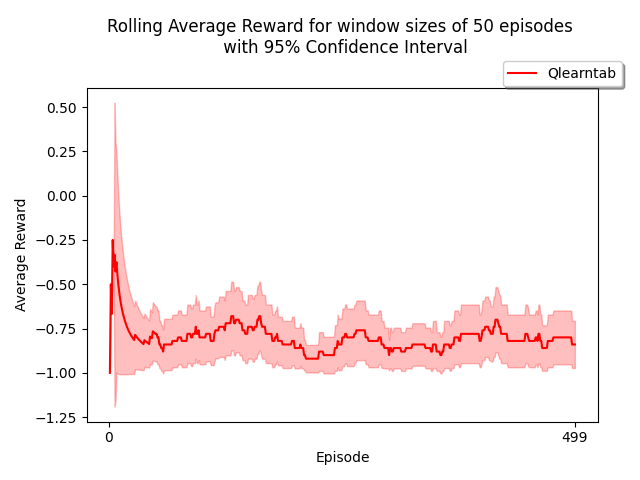 Rolling Average Reward for window sizes of 50 episodes
with 95% Confidence Interval
Qlearntab
0.50
0.25
0.00
−0.25
−0.50
−0.75
−1.00
−1.25
Average Reward
0
499
Episode